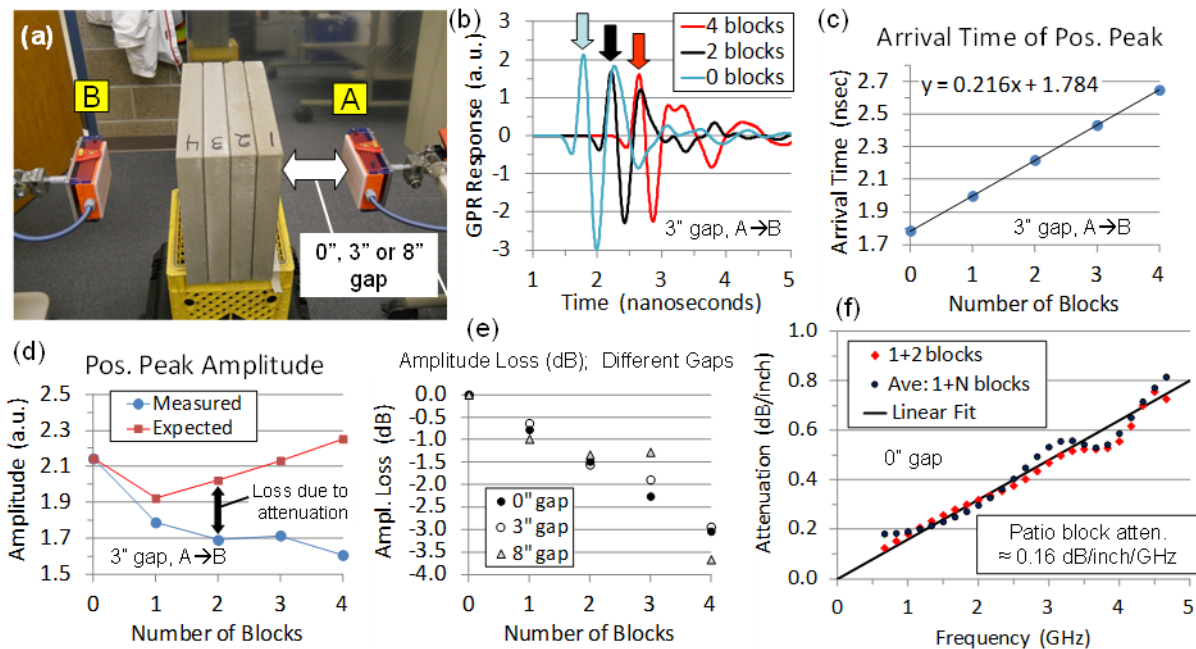 (a)
B
A
4
3
2
1
0", 3" or 8"
gap
(b)
GPR Response (a. u.)
3
2
1
0
-1
-2
-3
4 blocks
2 blocks
0 blocks
3" gap, A→B
1 2 3 4 5
Time (nanoseconds)
(c)
Arrival Time of Pos. Peak
Arrival Time (nsec)
2.7
2.5
2.3
2.1
1.9
1.7
y = 0.216x + 1.784
3" gap, A→B
0 1 2 3 4
Number of Blocks
(d)
Pos. Peak Amplitude
Amplitude (a.u.)
2.5
2.3
2.1
1.9
1.7
1.5
Measured
Expected
Loss due to
attenuation
3" gap, A→B
0 1 2 3 4
Number of Blocks
(e)
Amplitude Loss (dB); Different Gaps
Ampl. Loss (dB)
0.0
-0.5
-1.0
-1.5
-2.0
-2.5
-3.0
-3.5
-4.0
0" gap
3" gap
8" gap
0 1 2 3 4
Number of Blocks
(f)
Attenuation (dB/inch)
1.0
0.8
0.6
0.4
0.2
0.0
1+2 blocks
Ave: 1+N blocks
Linear Fit
0" gap
Patio block atten.
≈ 0.16 dB/inch/GHz
0 1 2 3 4 5
Frequency (GHz)